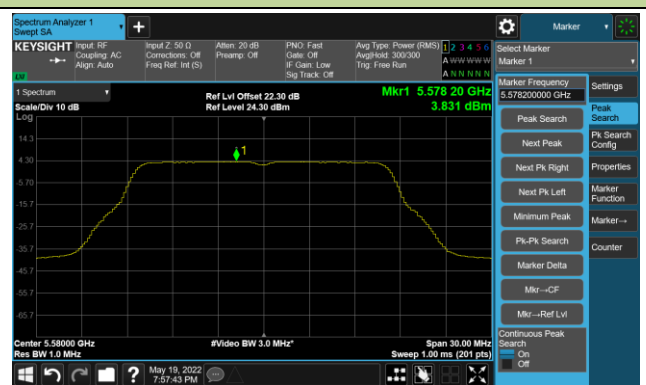 Spectrum Analyzer 1
Swept SA
Marker
KEYSIGHT
Input: RF
Coupling: AC
Align: Auto
Input Z: 50 Ω
Corrections: Off
Freq Ref: Int (S)
Atten: 20 dB
Preamp: Off
PNO: Fast
Gate: Off
IF Gain: Low
Sig Track: Off
Avg Type: Power (RMS)
Avg|Hold: 300/300
Trig: Free Run
1 2 3 4 5 6
A W W W W W
A N N N N N
Select Marker
Marker 1
1 Spectrum
Scale/Div 10 dB
Log
Ref Lvl Offset 22.30 dB
Ref Level 24.30 dBm
Mkr1 5.578 20 GHz
3.831 dBm
14.3
4.30
-5.70
-15.7
-25.7
-35.7
-45.7
-55.7
-65.7
1
Center 5.58000 GHz
Res BW 1.0 MHz
#Video BW 3.0 MHz*
Span 30.00 MHz
Sweep 1.00 ms (201 pts)
Marker Frequency
5.578200000 GHz
Peak Search
Next Peak
Next Pk Right
Next Pk Left
Minimum Peak
Pk-Pk Search
Marker Delta
Mkr→CF
Mkr→Ref Lvl
Continuous Peak
Search
On
Off
Settings
Peak
Search
Pk Search
Config
Properties
Marker
Function
Marker→
Counter
May 19, 2022
7:57:43 PM